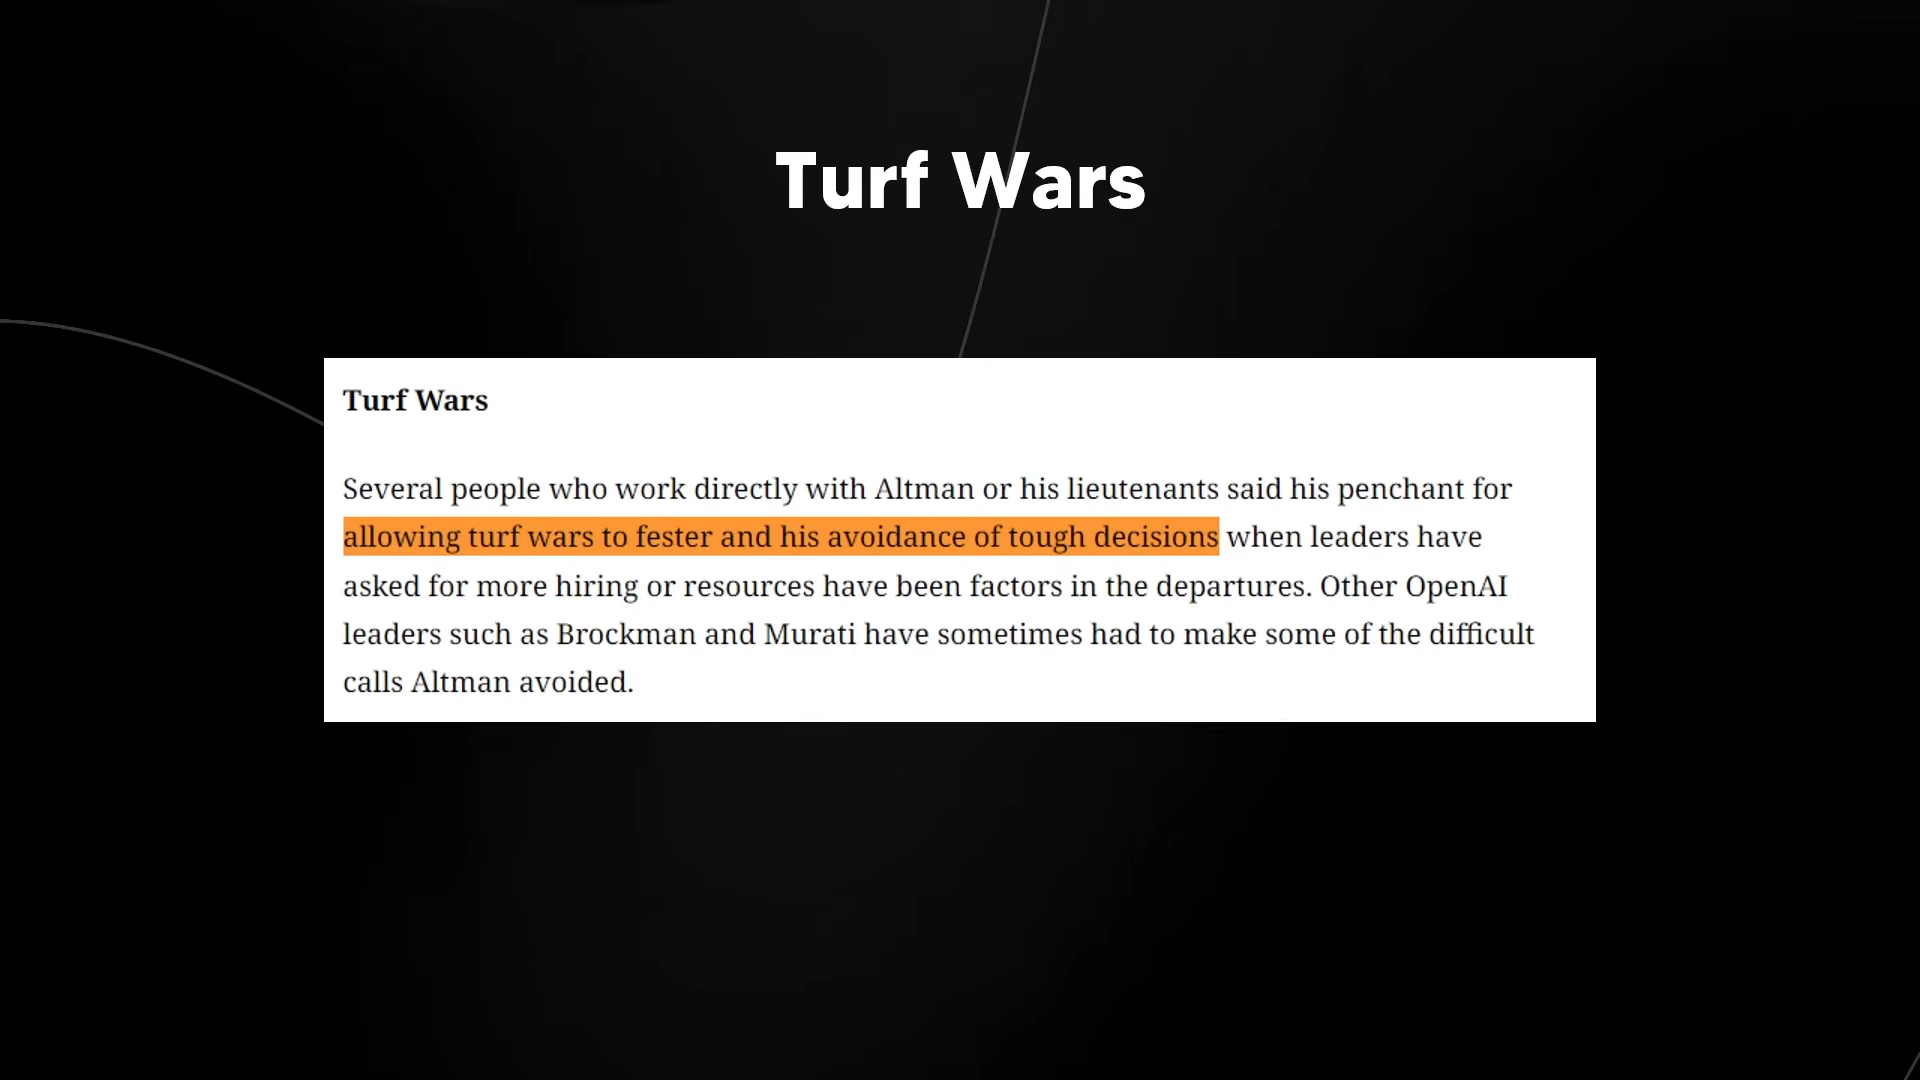 Turf Wars
Turf Wars
Several people who work directly with Altman or his lieutenants said his penchant for
allowing turf wars to fester and his avoidance of tough decisions when leaders have
asked for more hiring or resources have been factors in the departures. Other OpenAI
leaders such as Brockman and Murati have sometimes had to make some of the difficult
calls Altman avoided.